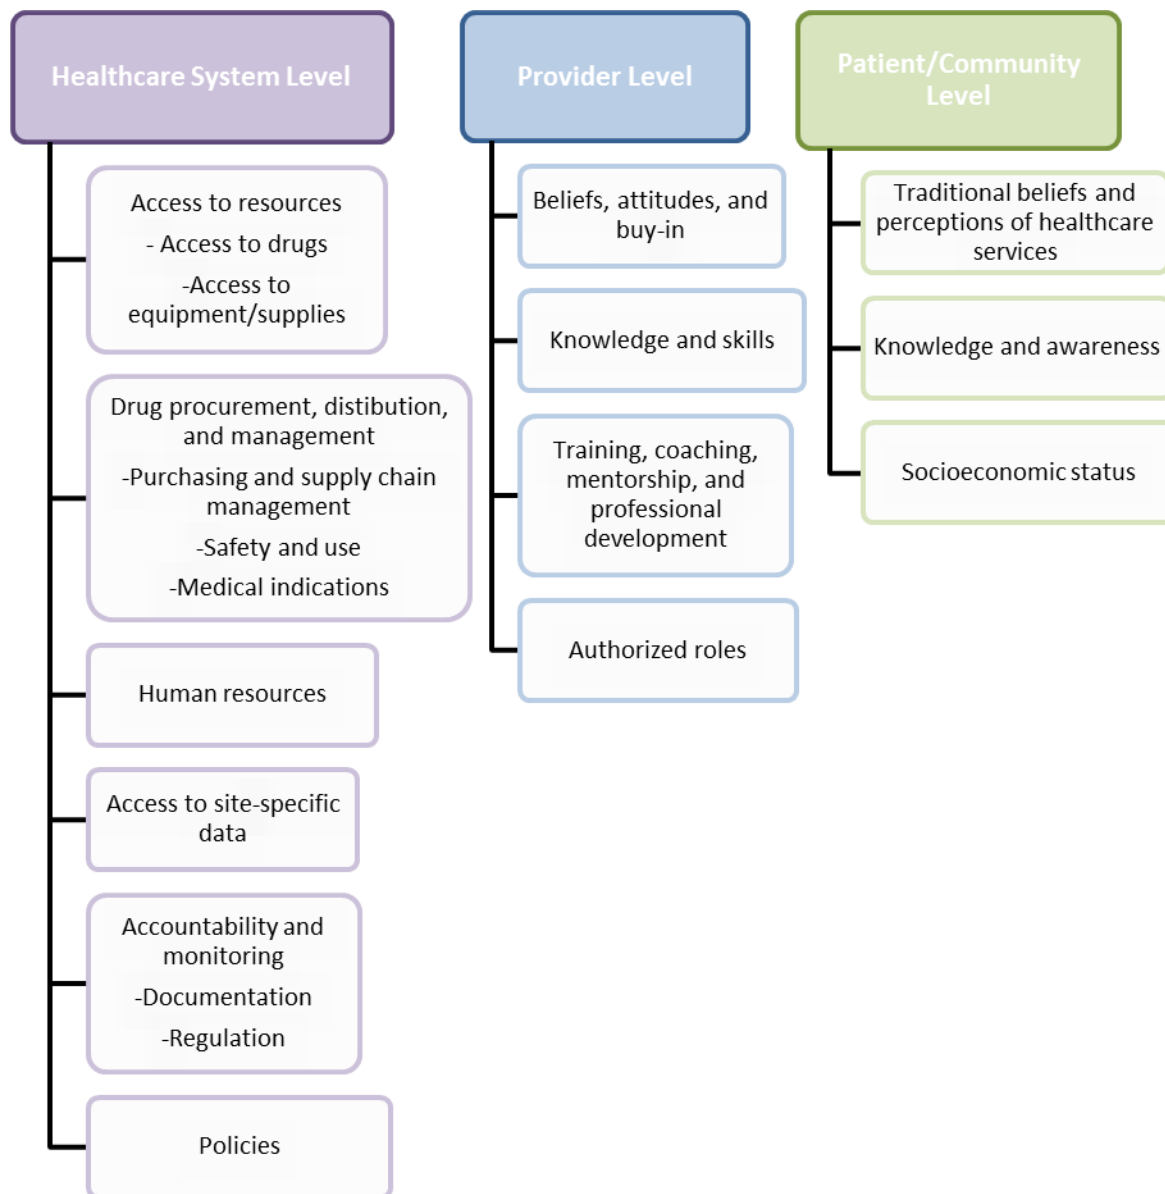 Healthcare System Level
Access to resources
- Access to drugs
-Access to
equipment/supplies
Drug procurement, distibution,
and management
-Purchasing and supply chain
management
-Safety and use
-Medical indications
Human resources
Access to site-specific
data
Accountability and
monitoring
-Documentation
-Regulation
Policies
Provider Level
Beliefs, attitudes, and
buy-in
Knowledge and skills
Training, coaching,
mentorship, and
professional
development
Authorized roles
Patient/Community
Level
Traditional beliefs and
perceptions of healthcare
services
Knowledge and awareness
Socioeconomic status